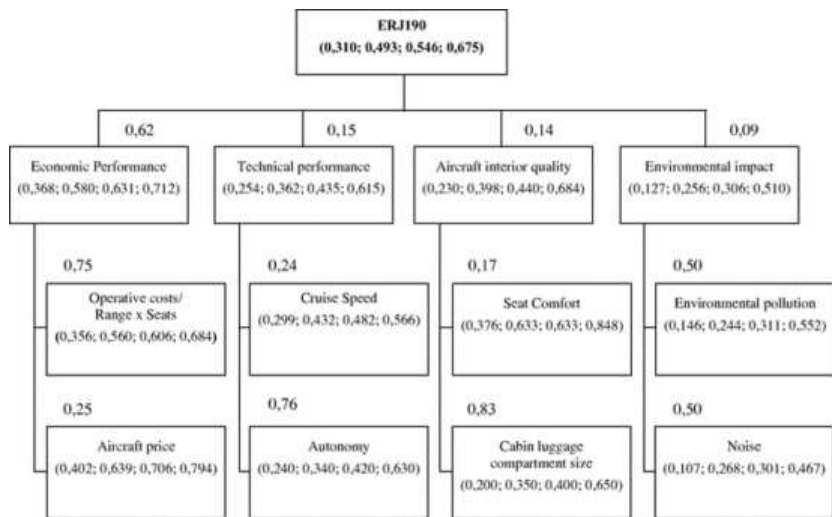 ERJ190
(0,310; 0,493; 0,546; 0,675)
0,62
0,15
0,14
0,09
Economic Performance
(0,368; 0,580; 0,631; 0,712)
Technical performance
(0,254; 0,362; 0,435; 0,615)
Aircraft interior quality
(0,230; 0,398; 0,440; 0,684)
Environmental impact
(0,127; 0,256; 0,306; 0,510)
0,75
0,24
0,17
0,50
Operative costs/
Range x Seats
(0,356; 0,560; 0,606; 0,684)
Cruise Speed
(0,299; 0,432; 0,482; 0,566)
Seat Comfort
(0,376; 0,633; 0,633; 0,848)
Environmental pollution
(0,146; 0,244; 0,311; 0,552)
0,25
0,76
0,83
0,50
Aircraft price
(0,402; 0,639; 0,706; 0,794)
Autonomy
(0,240; 0,340; 0,420; 0,630)
Cabin luggage
compartment size
(0,200; 0,350; 0,400; 0,650)
Noise
(0,107; 0,268; 0,301; 0,467)